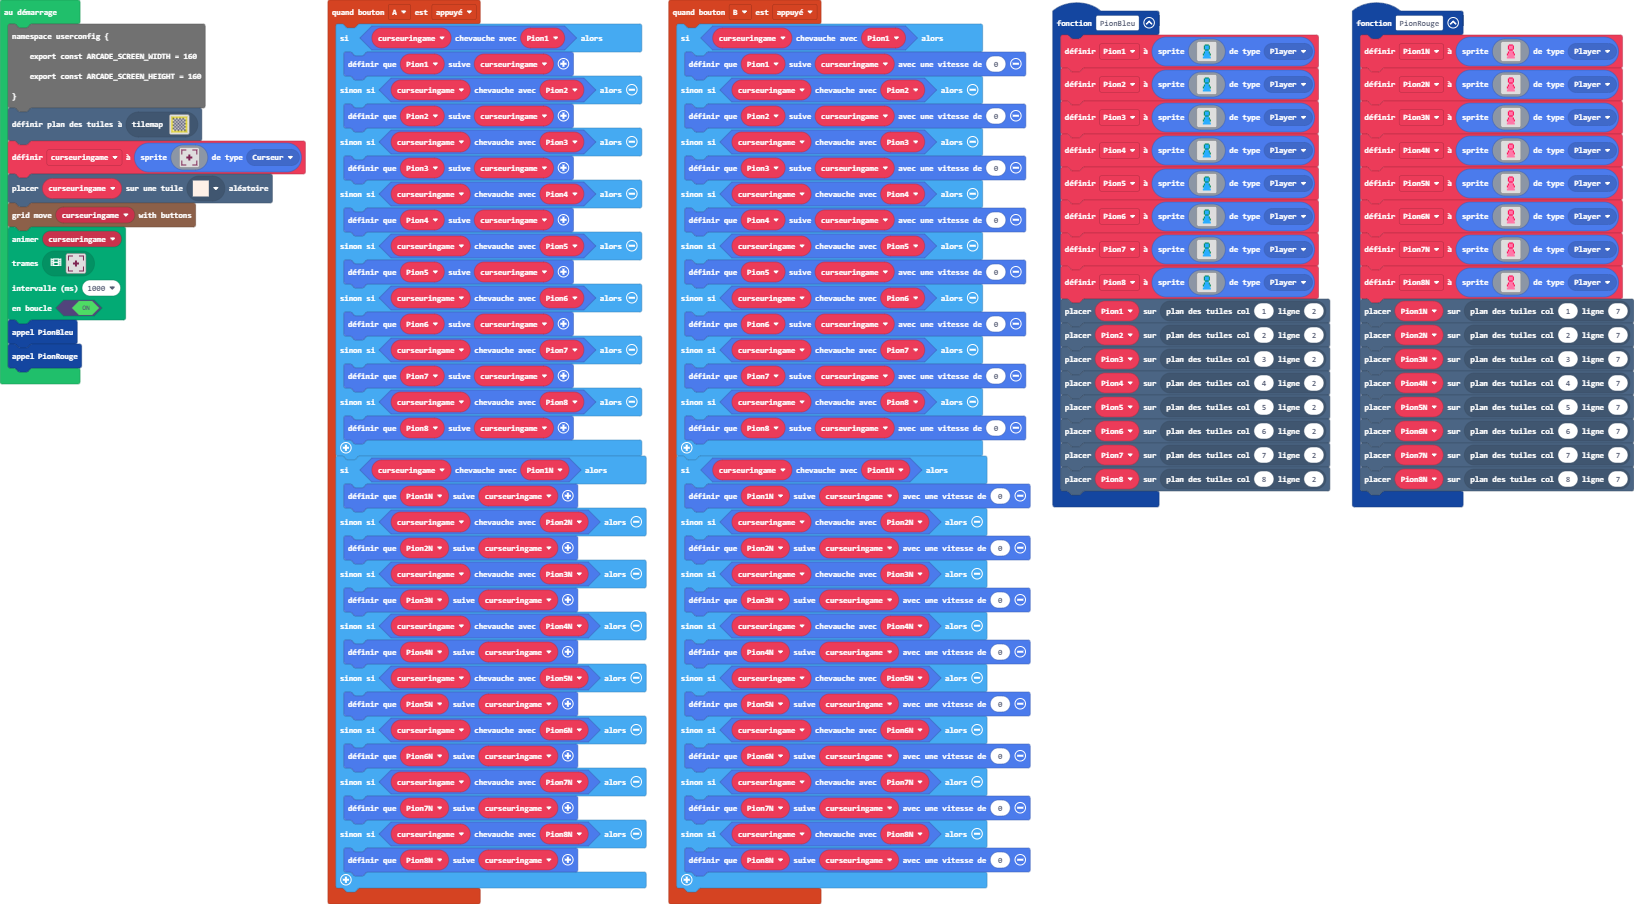 au démarrage
namespace userconfig {
export const ARCADE_SCREEN_WIDTH = 160
export const ARCADE_SCREEN_HEIGHT = 160
}
définir plan des tuiles à tilemap
définir curseuringame à sprite de type Curseur
placer curseuringame sur une tuile aléatoire
grid move curseuringame with buttons
animer curseuringame
trames
intervalle (ms) 1000
en boucle ON
appel PionBleu
appel PionRouge
quand bouton A est appuyé
si curseuringame chevauche avec Pion1 alors
définir que Pion1 suive curseuringame
sinon si curseuringame chevauche avec Pion2 alors
définir que Pion2 suive curseuringame
sinon si curseuringame chevauche avec Pion3 alors
définir que Pion3 suive curseuringame
sinon si curseuringame chevauche avec Pion4 alors
définir que Pion4 suive curseuringame
sinon si curseuringame chevauche avec Pion5 alors
définir que Pion5 suive curseuringame
sinon si curseuringame chevauche avec Pion6 alors
définir que Pion6 suive curseuringame
sinon si curseuringame chevauche avec Pion7 alors
définir que Pion7 suive curseuringame
sinon si curseuringame chevauche avec Pion8 alors
définir que Pion8 suive curseuringame
si curseuringame chevauche avec Pion1N alors
définir que Pion1N suive curseuringame
sinon si curseuringame chevauche avec Pion2N alors
définir que Pion2N suive curseuringame
sinon si curseuringame chevauche avec Pion3N alors
définir que Pion3N suive curseuringame
sinon si curseuringame chevauche avec Pion4N alors
définir que Pion4N suive curseuringame
sinon si curseuringame chevauche avec Pion5N alors
définir que Pion5N suive curseuringame
sinon si curseuringame chevauche avec Pion6N alors
définir que Pion6N suive curseuringame
sinon si curseuringame chevauche avec Pion7N alors
définir que Pion7N suive curseuringame
sinon si curseuringame chevauche avec Pion8N alors
définir que Pion8N suive curseuringame
quand bouton B est appuyé
si curseuringame chevauche avec Pion1 alors
définir que Pion1 suive curseuringame avec une vitesse de 0
sinon si curseuringame chevauche avec Pion2 alors
définir que Pion2 suive curseuringame avec une vitesse de 0
sinon si curseuringame chevauche avec Pion3 alors
définir que Pion3 suive curseuringame avec une vitesse de 0
sinon si curseuringame chevauche avec Pion4 alors
définir que Pion4 suive curseuringame avec une vitesse de 0
sinon si curseuringame chevauche avec Pion5 alors
définir que Pion5 suive curseuringame avec une vitesse de 0
sinon si curseuringame chevauche avec Pion6 alors
définir que Pion6 suive curseuringame avec une vitesse de 0
sinon si curseuringame chevauche avec Pion7 alors
définir que Pion7 suive curseuringame avec une vitesse de 0
sinon si curseuringame chevauche avec Pion8 alors
définir que Pion8 suive curseuringame avec une vitesse de 0
si curseuringame chevauche avec Pion1N alors
définir que Pion1N suive curseuringame avec une vitesse de 0
sinon si curseuringame chevauche avec Pion2N alors
définir que Pion2N suive curseuringame avec une vitesse de 0
sinon si curseuringame chevauche avec Pion3N alors
définir que Pion3N suive curseuringame avec une vitesse de 0
sinon si curseuringame chevauche avec Pion4N alors
définir que Pion4N suive curseuringame avec une vitesse de 0
sinon si curseuringame chevauche avec Pion5N alors
définir que Pion5N suive curseuringame avec une vitesse de 0
sinon si curseuringame chevauche avec Pion6N alors
définir que Pion6N suive curseuringame avec une vitesse de 0
sinon si curseuringame chevauche avec Pion7N alors
définir que Pion7N suive curseuringame avec une vitesse de 0
sinon si curseuringame chevauche avec Pion8N alors
définir que Pion8N suive curseuringame avec une vitesse de 0
fonction PionBleu
définir Pion1 à sprite de type Player
définir Pion2 à sprite de type Player
définir Pion3 à sprite de type Player
définir Pion4 à sprite de type Player
définir Pion5 à sprite de type Player
définir Pion6 à sprite de type Player
définir Pion7 à sprite de type Player
définir Pion8 à sprite de type Player
placer Pion1 sur plan des tuiles col 1 ligne 2
placer Pion2 sur plan des tuiles col 2 ligne 2
placer Pion3 sur plan des tuiles col 3 ligne 2
placer Pion4 sur plan des tuiles col 4 ligne 2
placer Pion5 sur plan des tuiles col 5 ligne 2
placer Pion6 sur plan des tuiles col 6 ligne 2
placer Pion7 sur plan des tuiles col 7 ligne 2
placer Pion8 sur plan des tuiles col 8 ligne 2
fonction PionRouge
définir Pion1N à sprite de type Player
définir Pion2N à sprite de type Player
définir Pion3N à sprite de type Player
définir Pion4N à sprite de type Player
définir Pion5N à sprite de type Player
définir Pion6N à sprite de type Player
définir Pion7N à sprite de type Player
définir Pion8N à sprite de type Player
placer Pion1N sur plan des tuiles col 1 ligne 7
placer Pion2N sur plan des tuiles col 2 ligne 7
placer Pion3N sur plan des tuiles col 3 ligne 7
placer Pion4N sur plan des tuiles col 4 ligne 7
placer Pion5N sur plan des tuiles col 5 ligne 7
placer Pion6N sur plan des tuiles col 6 ligne 7
placer Pion7N sur plan des tuiles col 7 ligne 7
placer Pion8N sur plan des tuiles col 8 ligne 7